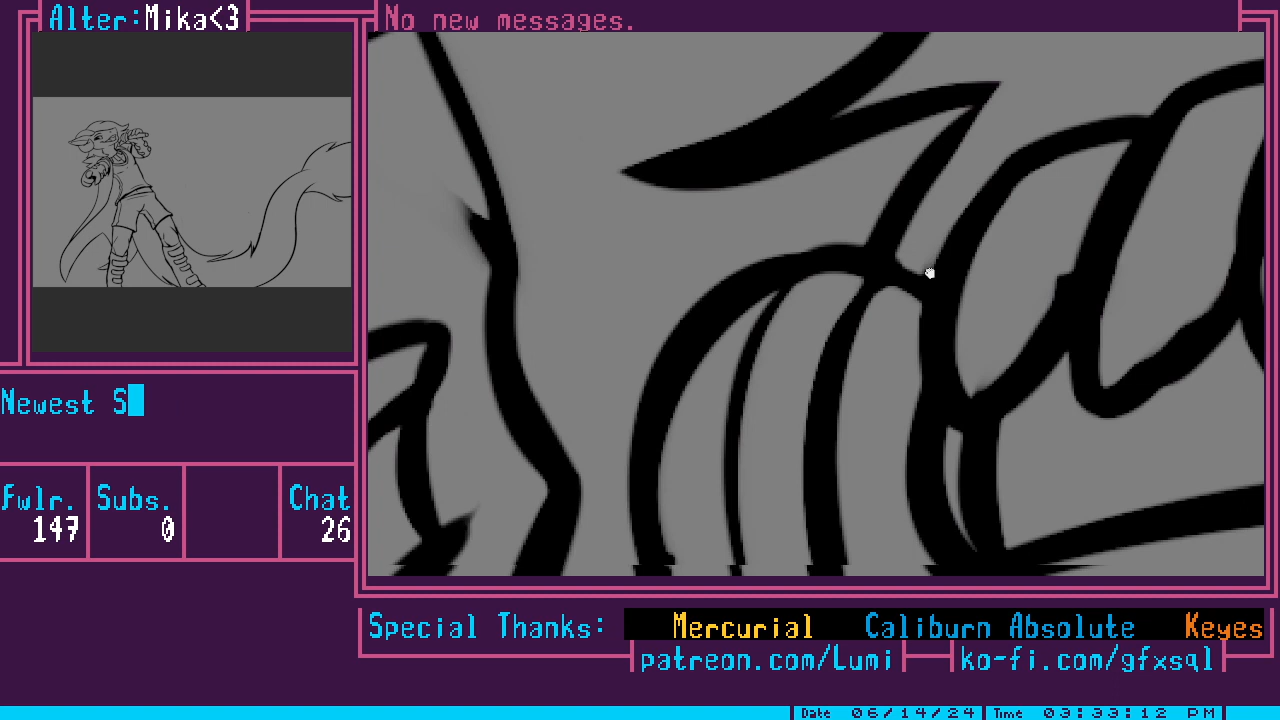 Alter:Mika<3
No new messages.
Newest S
Fwlr. 147
Subs. 0
Chat 26
Special Thanks: Mercurial Caliburn Absolute Keyes
patreon.com/Lumi
ko-fi.com/gfxsql
Date 06/14/24 Time 03:33:12 PM